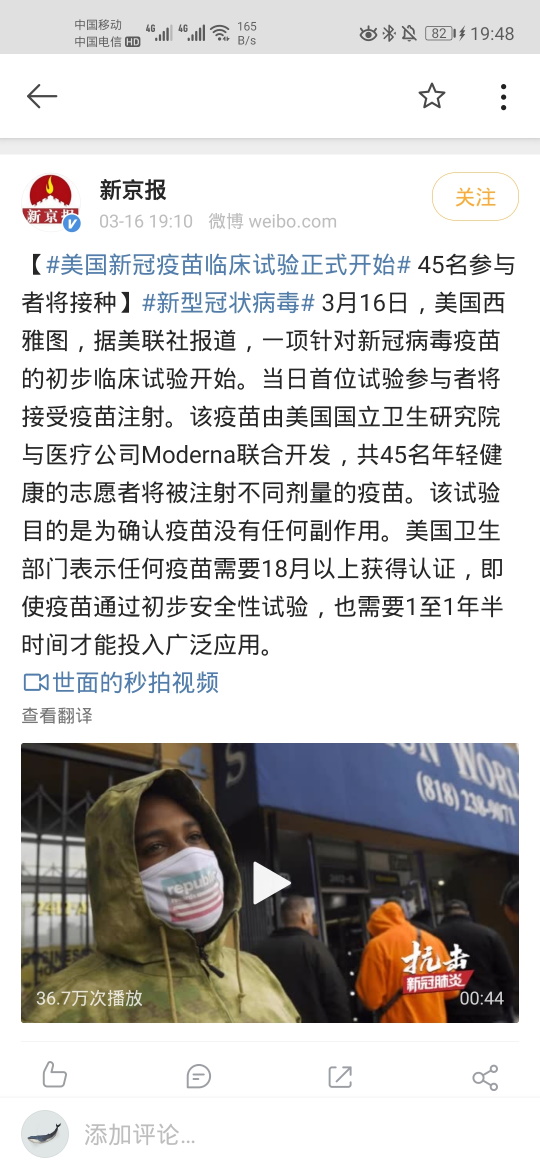 中国移动
中国电信 HD
4G
4G
165
B/s
82
19:48
新京报
新京报
03-16 19:10 微博 weibo.com
关注
【#美国新冠疫苗临床试验正式开始# 45名参与
者将接种】#新型冠状病毒# 3月16日，美国西
雅图，据美联社报道，一项针对新冠病毒疫苗
的初步临床试验开始。当日首位试验参与者将
接受疫苗注射。该疫苗由美国国立卫生研究院
与医疗公司Moderna联合开发，共45名年轻健
康的志愿者将被注射不同剂量的疫苗。该试验
目的是为确认疫苗没有任何副作用。美国卫生
部门表示任何疫苗需要18月以上获得认证，即
使疫苗通过初步安全性试验，也需要1至1年半
时间才能投入广泛应用。
世面的秒拍视频
查看翻译
WORL
(818) 238-9071
republic
抗击
新冠肺炎
36.7万次播放
00:44
添加评论...